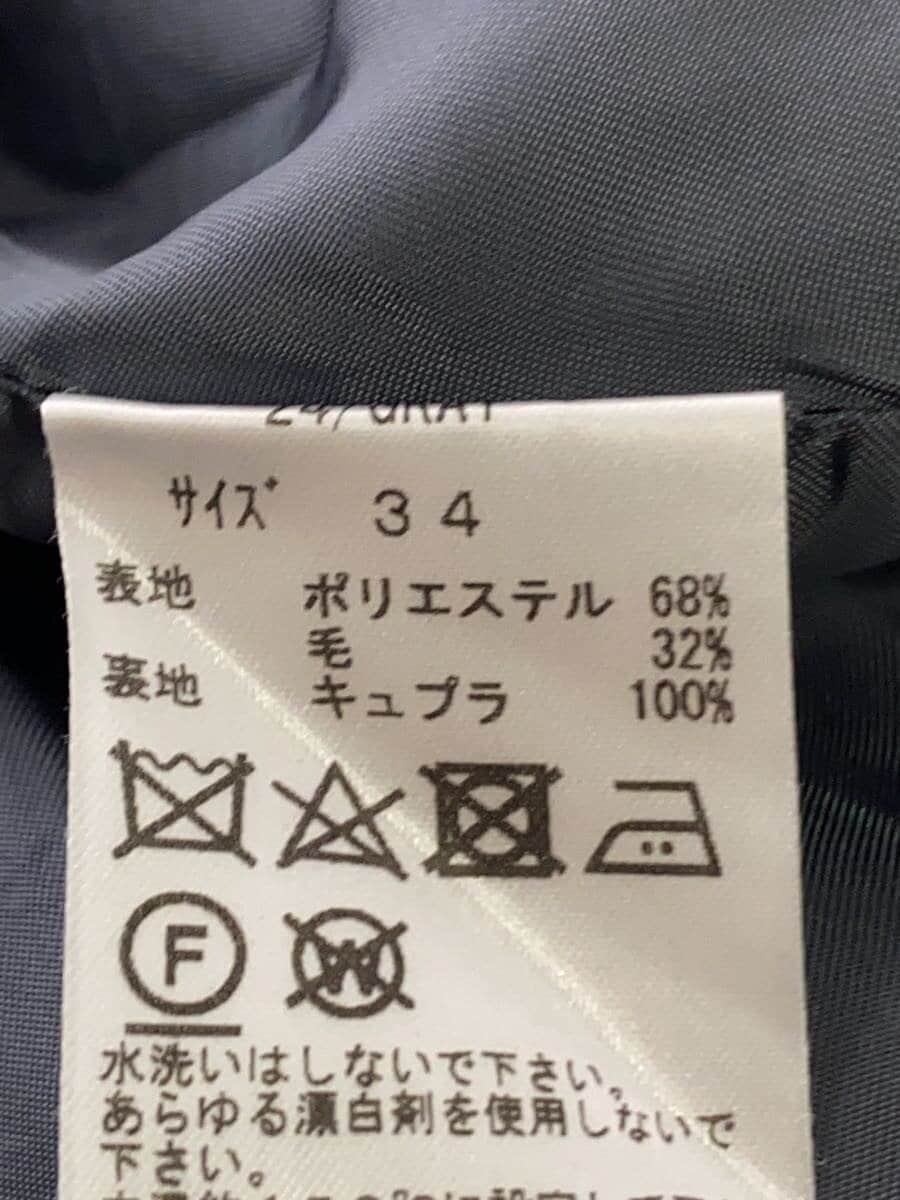 24/GRAY
サイズ 34
表地 ポリエステル 68%
毛 32%
裏地 キュプラ 100%
F
W
水洗いはしないで下さい。
あらゆる漂白剤を使用しないで
下さい。